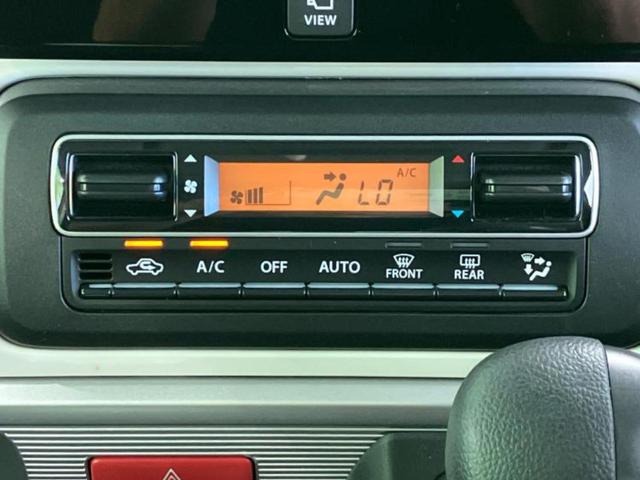 VIEW
A/C
LO
A/C OFF AUTO FRONT REAR